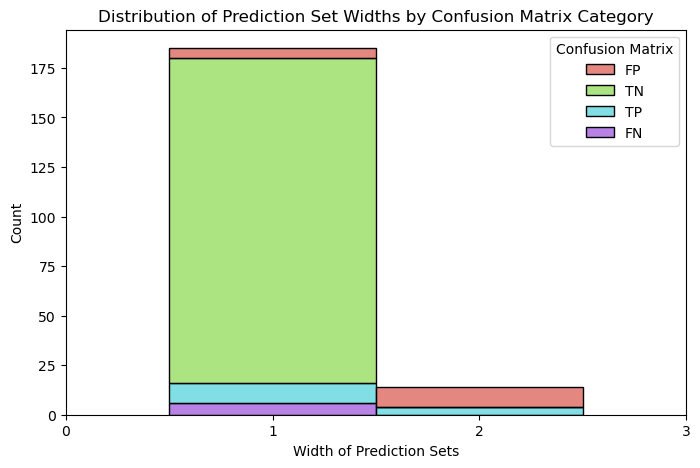 Distribution of Prediction Set Widths by Confusion Matrix Category
Confusion Matrix
FP
TN
TP
FN
Count
175
150
125
100
75
50
25
0
0 1 2 3
Width of Prediction Sets